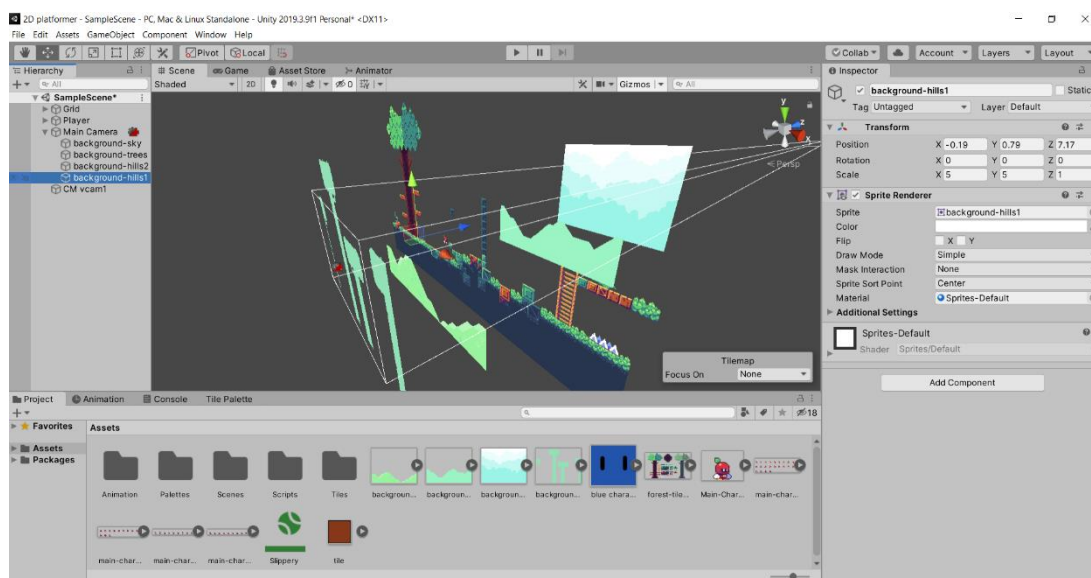 2D platformer - SampleScene - PC, Mac & Linux Standalone - Unity 2019.3.9f1 Personal* <DX11>
File Edit Assets GameObject Component Window Help
Pivot Local Collab Account Layers Layout
Hierarchy
All
SampleScene*
Grid
Player
Main Camera
background-sky
background-trees
background-hills2
background-hills1
CM vcam1
Scene Game Asset Store Animator
Shaded 2D 0 Gizmos All
y
z
x
Persp
Tilemap
Focus On None
Inspector
background-hills1 Static
Tag Untagged Layer Default
Transform
Position X -0.19 Y 0.79 Z 7.17
Rotation X 0 Y 0 Z 0
Scale X 5 Y 5 Z 1
Sprite Renderer
Sprite background-hills1
Color
Flip X Y
Draw Mode Simple
Mask Interaction None
Sprite Sort Point Center
Material Sprites-Default
Additional Settings
Sprites-Default
Shader Sprites/Default
Add Component
Project Animation Console Tile Palette
18
Favorites
Assets
Packages
Assets
Animation Palettes Scenes Scripts Tiles backgroun... backgroun... backgroun... backgroun... blue chara... forest-tile... Main-Char... main-char...
main-char... main-char... main-char... Slippery tile